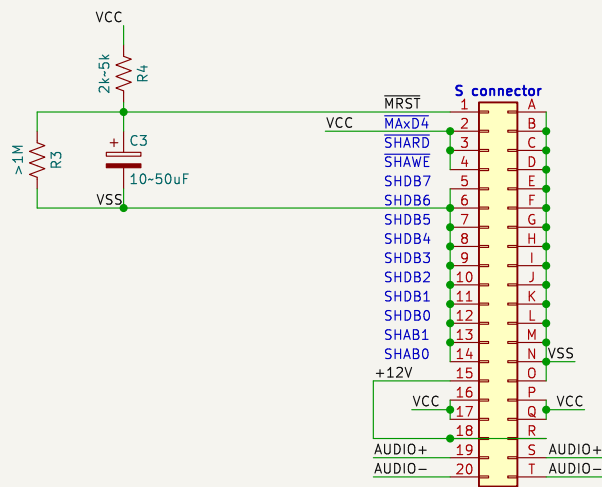 VCC
2k~5k
R4
S connector
MRST 1 A
VCC MAxD4 2 B
SHARD 3 C
+ C3
SHAWE 4 D
>1M
R3
10~50uF
SHDB7 5 E
VSS SHDB6 6 F
SHDB5 7 G
SHDB4 8 H
SHDB3 9 I
SHDB2 10 J
SHDB1 11 K
SHDB0 12 L
SHAB1 13 M
SHAB0 14 N VSS
+12V 15 O
16 P
VCC 17 Q VCC
18 R
AUDIO+ 19 S AUDIO+
AUDIO- 20 T AUDIO-